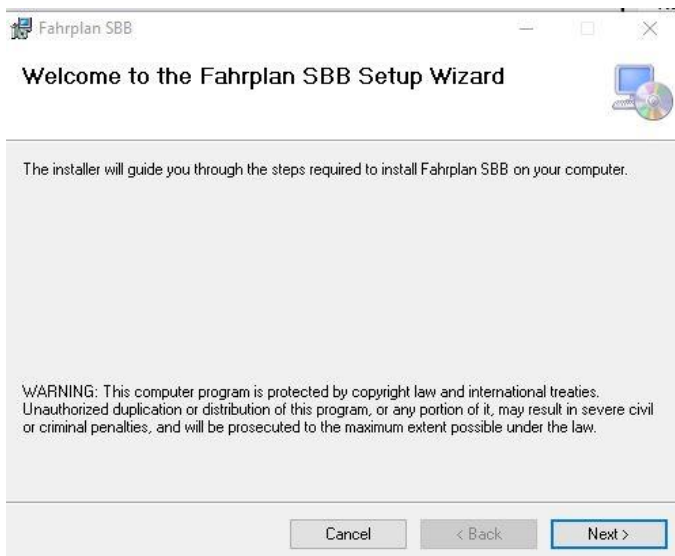 Fahrplan SBB
Welcome to the Fahrplan SBB Setup Wizard
The installer will guide you through the steps required to install Fahrplan SBB on your computer.
WARNING: This computer program is protected by copyright law and international treaties.
Unauthorized duplication or distribution of this program, or any portion of it, may result in severe civil
or criminal penalties, and will be prosecuted to the maximum extent possible under the law.
Cancel
< Back
Next >